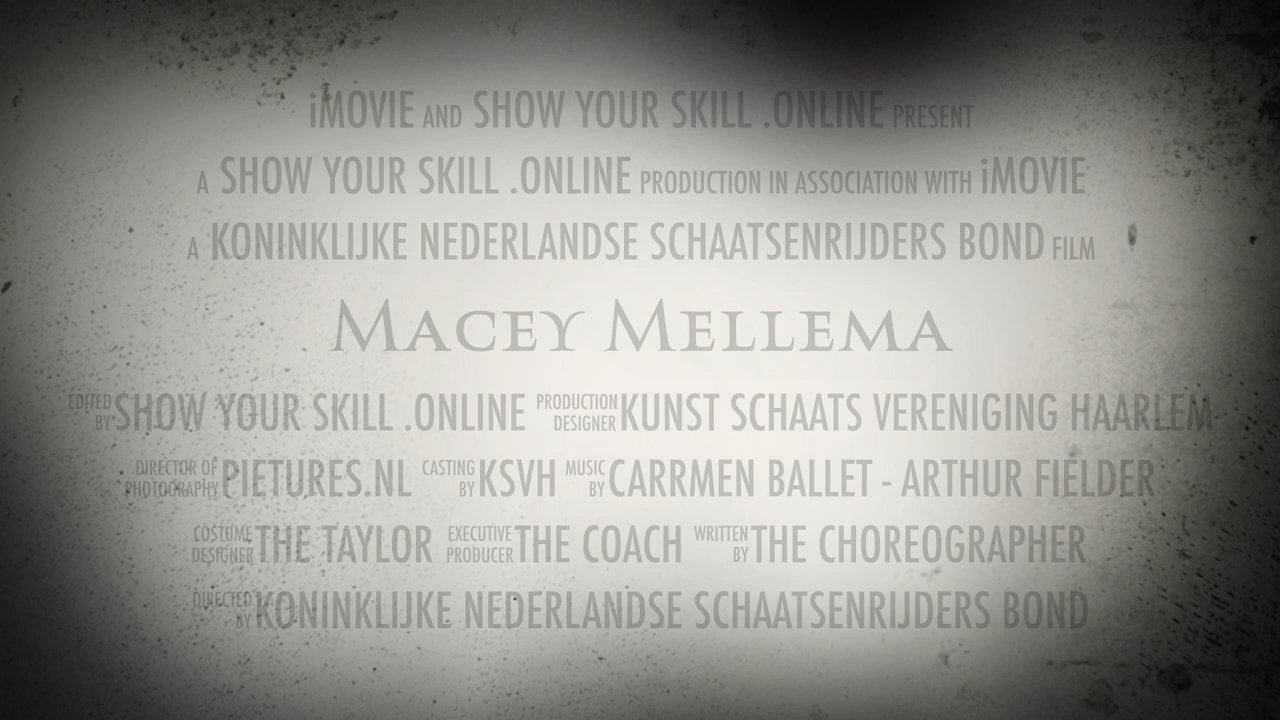 iMOVIE AND SHOW YOUR SKILL .ONLINE PRESENT
A SHOW YOUR SKILL .ONLINE PRODUCTION IN ASSOCIATION WITH iMOVIE
A KONINKLIJKE NEDERLANDSE SCHAATSENRIJDERS BOND FILM
MACEY MELLEMA
EDITED BY SHOW YOUR SKILL .ONLINE PRODUCTION DESIGNER KUNST SCHAATS VERENIGING HAARLEM
DIRECTOR OF PHOTOGRAPHY PIETURES.NL CASTING BY KSVH MUSIC BY CARRMEN BALLET - ARTHUR FIELDER
COSTUME DESIGNER THE TAYLOR EXECUTIVE PRODUCER THE COACH WRITTEN BY THE CHOREOGRAPHER
DIRECTED BY KONINKLIJKE NEDERLANDSE SCHAATSENRIJDERS BOND